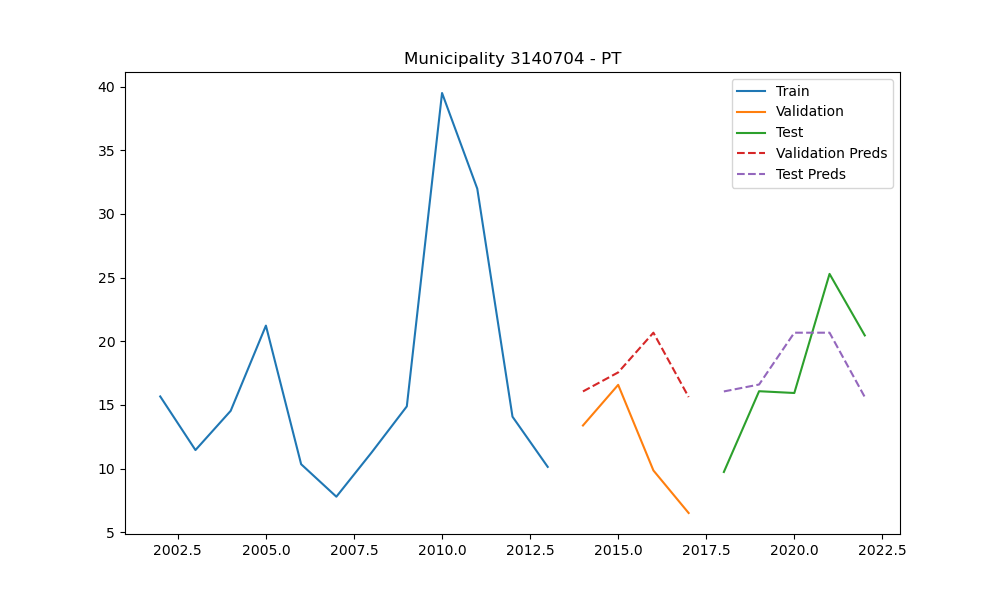 Municipality 3140704 - PT
40
35
30
25
20
15
10
5
2002.5
2005.0
2007.5
2010.0
2012.5
2015.0
2017.5
2020.0
2022.5
Train
Validation
Test
Validation Preds
Test Preds